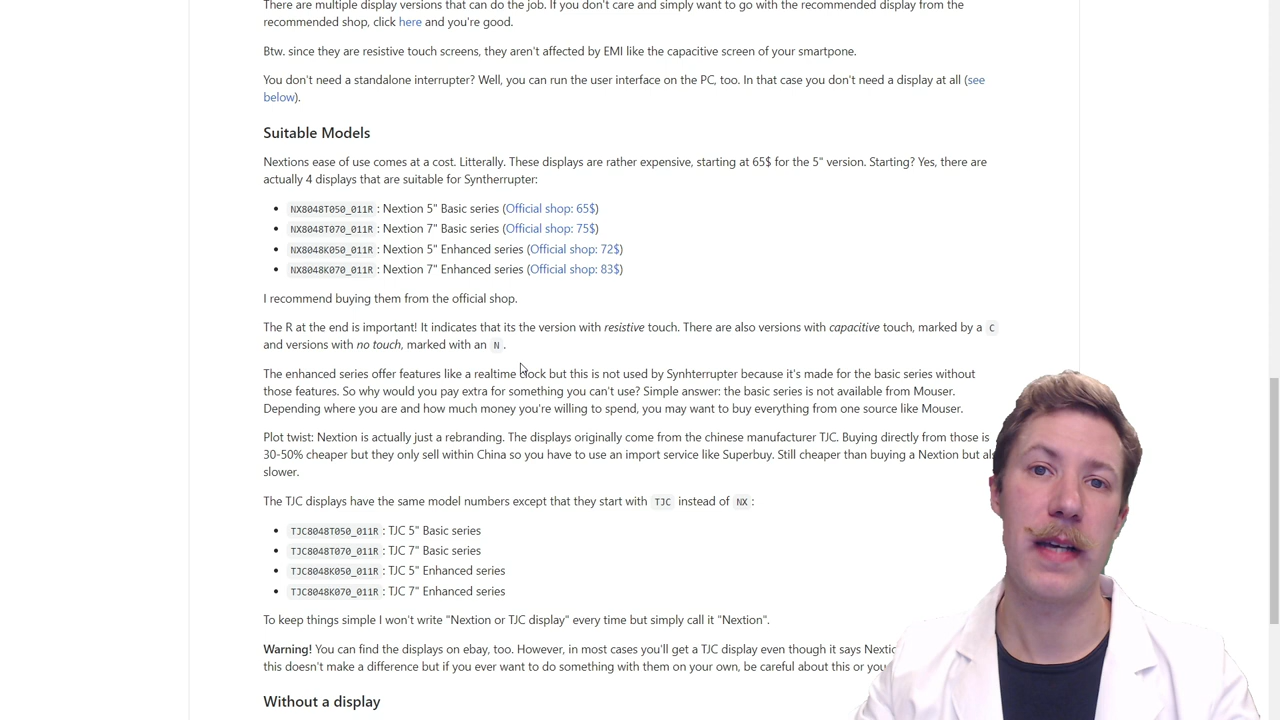 There are multiple display versions that can do the job. If you don't care and simply want to go with the recommended display from the
recommended shop, click here and you're good.
Btw. since they are resistive touch screens, they aren't affected by EMI like the capacitive screen of your smartpone.
You don't need a standalone interrupter? Well, you can run the user interface on the PC, too. In that case you don't need a display at all (see
below).
Suitable Models
Nextions ease of use comes at a cost. Litterally. These displays are rather expensive, starting at 65$ for the 5" version. Starting? Yes, there are
actually 4 displays that are suitable for Syntherrupter:
• NX8048T050_011R : Nextion 5" Basic series (Official shop: 65$)
• NX8048T070_011R : Nextion 7" Basic series (Official shop: 75$)
• NX8048K050_011R : Nextion 5" Enhanced series (Official shop: 72$)
• NX8048K070_011R : Nextion 7" Enhanced series (Official shop: 83$)
I recommend buying them from the official shop.
The R at the end is important! It indicates that its the version with resistive touch. There are also versions with capacitive touch, marked by a C
and versions with no touch, marked with an N .
The enhanced series offer features like a realtime clock but this is not used by Synhterrupter because it's made for the basic series without
those features. So why would you pay extra for something you can't use? Simple answer: the basic series is not available from Mouser.
Depending where you are and how much money you're willing to spend, you may want to buy everything from one source like Mouser.
Plot twist: Nextion is actually just a rebranding. The displays originally come from the chinese manufacturer TJC. Buying directly from those is
30-50% cheaper but they only sell within China so you have to use an import service like Superbuy. Still cheaper than buying a Nextion but
slower.
The TJC displays have the same model numbers except that they start with TJC instead of NX :
• TJC8048T050_011R : TJC 5" Basic series
• TJC8048T070_011R : TJC 7" Basic series
• TJC8048K050_011R : TJC 5" Enhanced series
• TJC8048K070_011R : TJC 7" Enhanced series
To keep things simple I won't write "Nextion or TJC display" every time but simply call it "Nextion".
Warning! You can find the displays on ebay, too. However, in most cases you'll get a TJC display even though it says
this doesn't make a difference but if you ever want to do something with them on your own, be careful about this or
Without a display